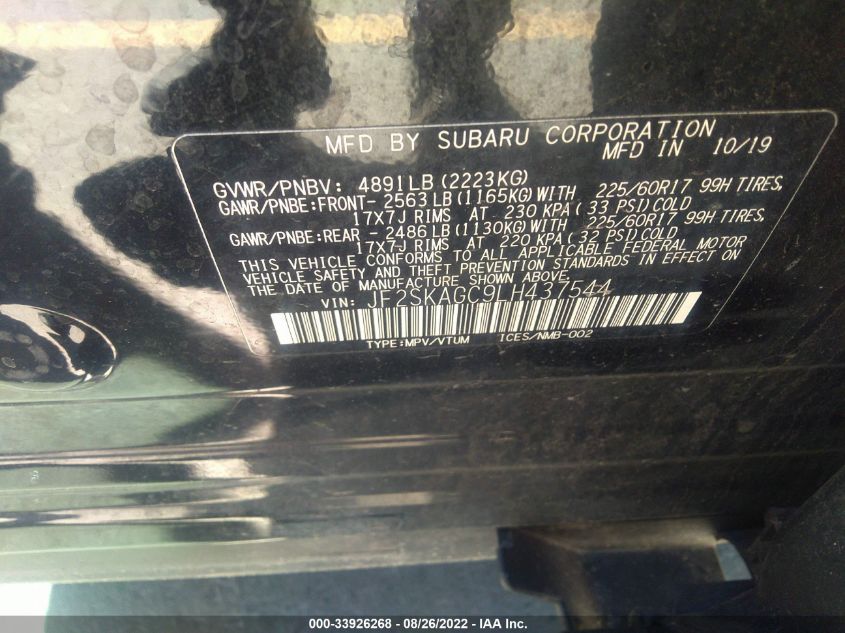 MFD BY SUBARU CORPORATION
MFD IN 10/19
GVWR/PNBV: 4891LB (2223KG)
GAWR/PNBE:FRONT- 2563LB (1165KG) WITH 225/60R17 99H TIRES,
17X7J RIMS AT 230 KPA (33 PSI) COLD
GAWR/PNBE:REAR - 2486LB (1130KG) WITH 225/60R17 99H TIRES,
17X7J RIMS AT 220 KPA (32 PSI) COLD
THIS VEHICLE CONFORMS TO ALL APPLICABLE FEDERAL MOTOR
VEHICLE SAFETY AND THEFT PREVENTION STANDARDS IN EFFECT ON
THE DATE OF MANUFACTURE SHOWN ABOVE.
VIN: JF2SKAGC9LH437544
TYPE:MPV/VTUM ICES/NMB-002
000-33926268 - 08/26/2022 - IAA Inc.